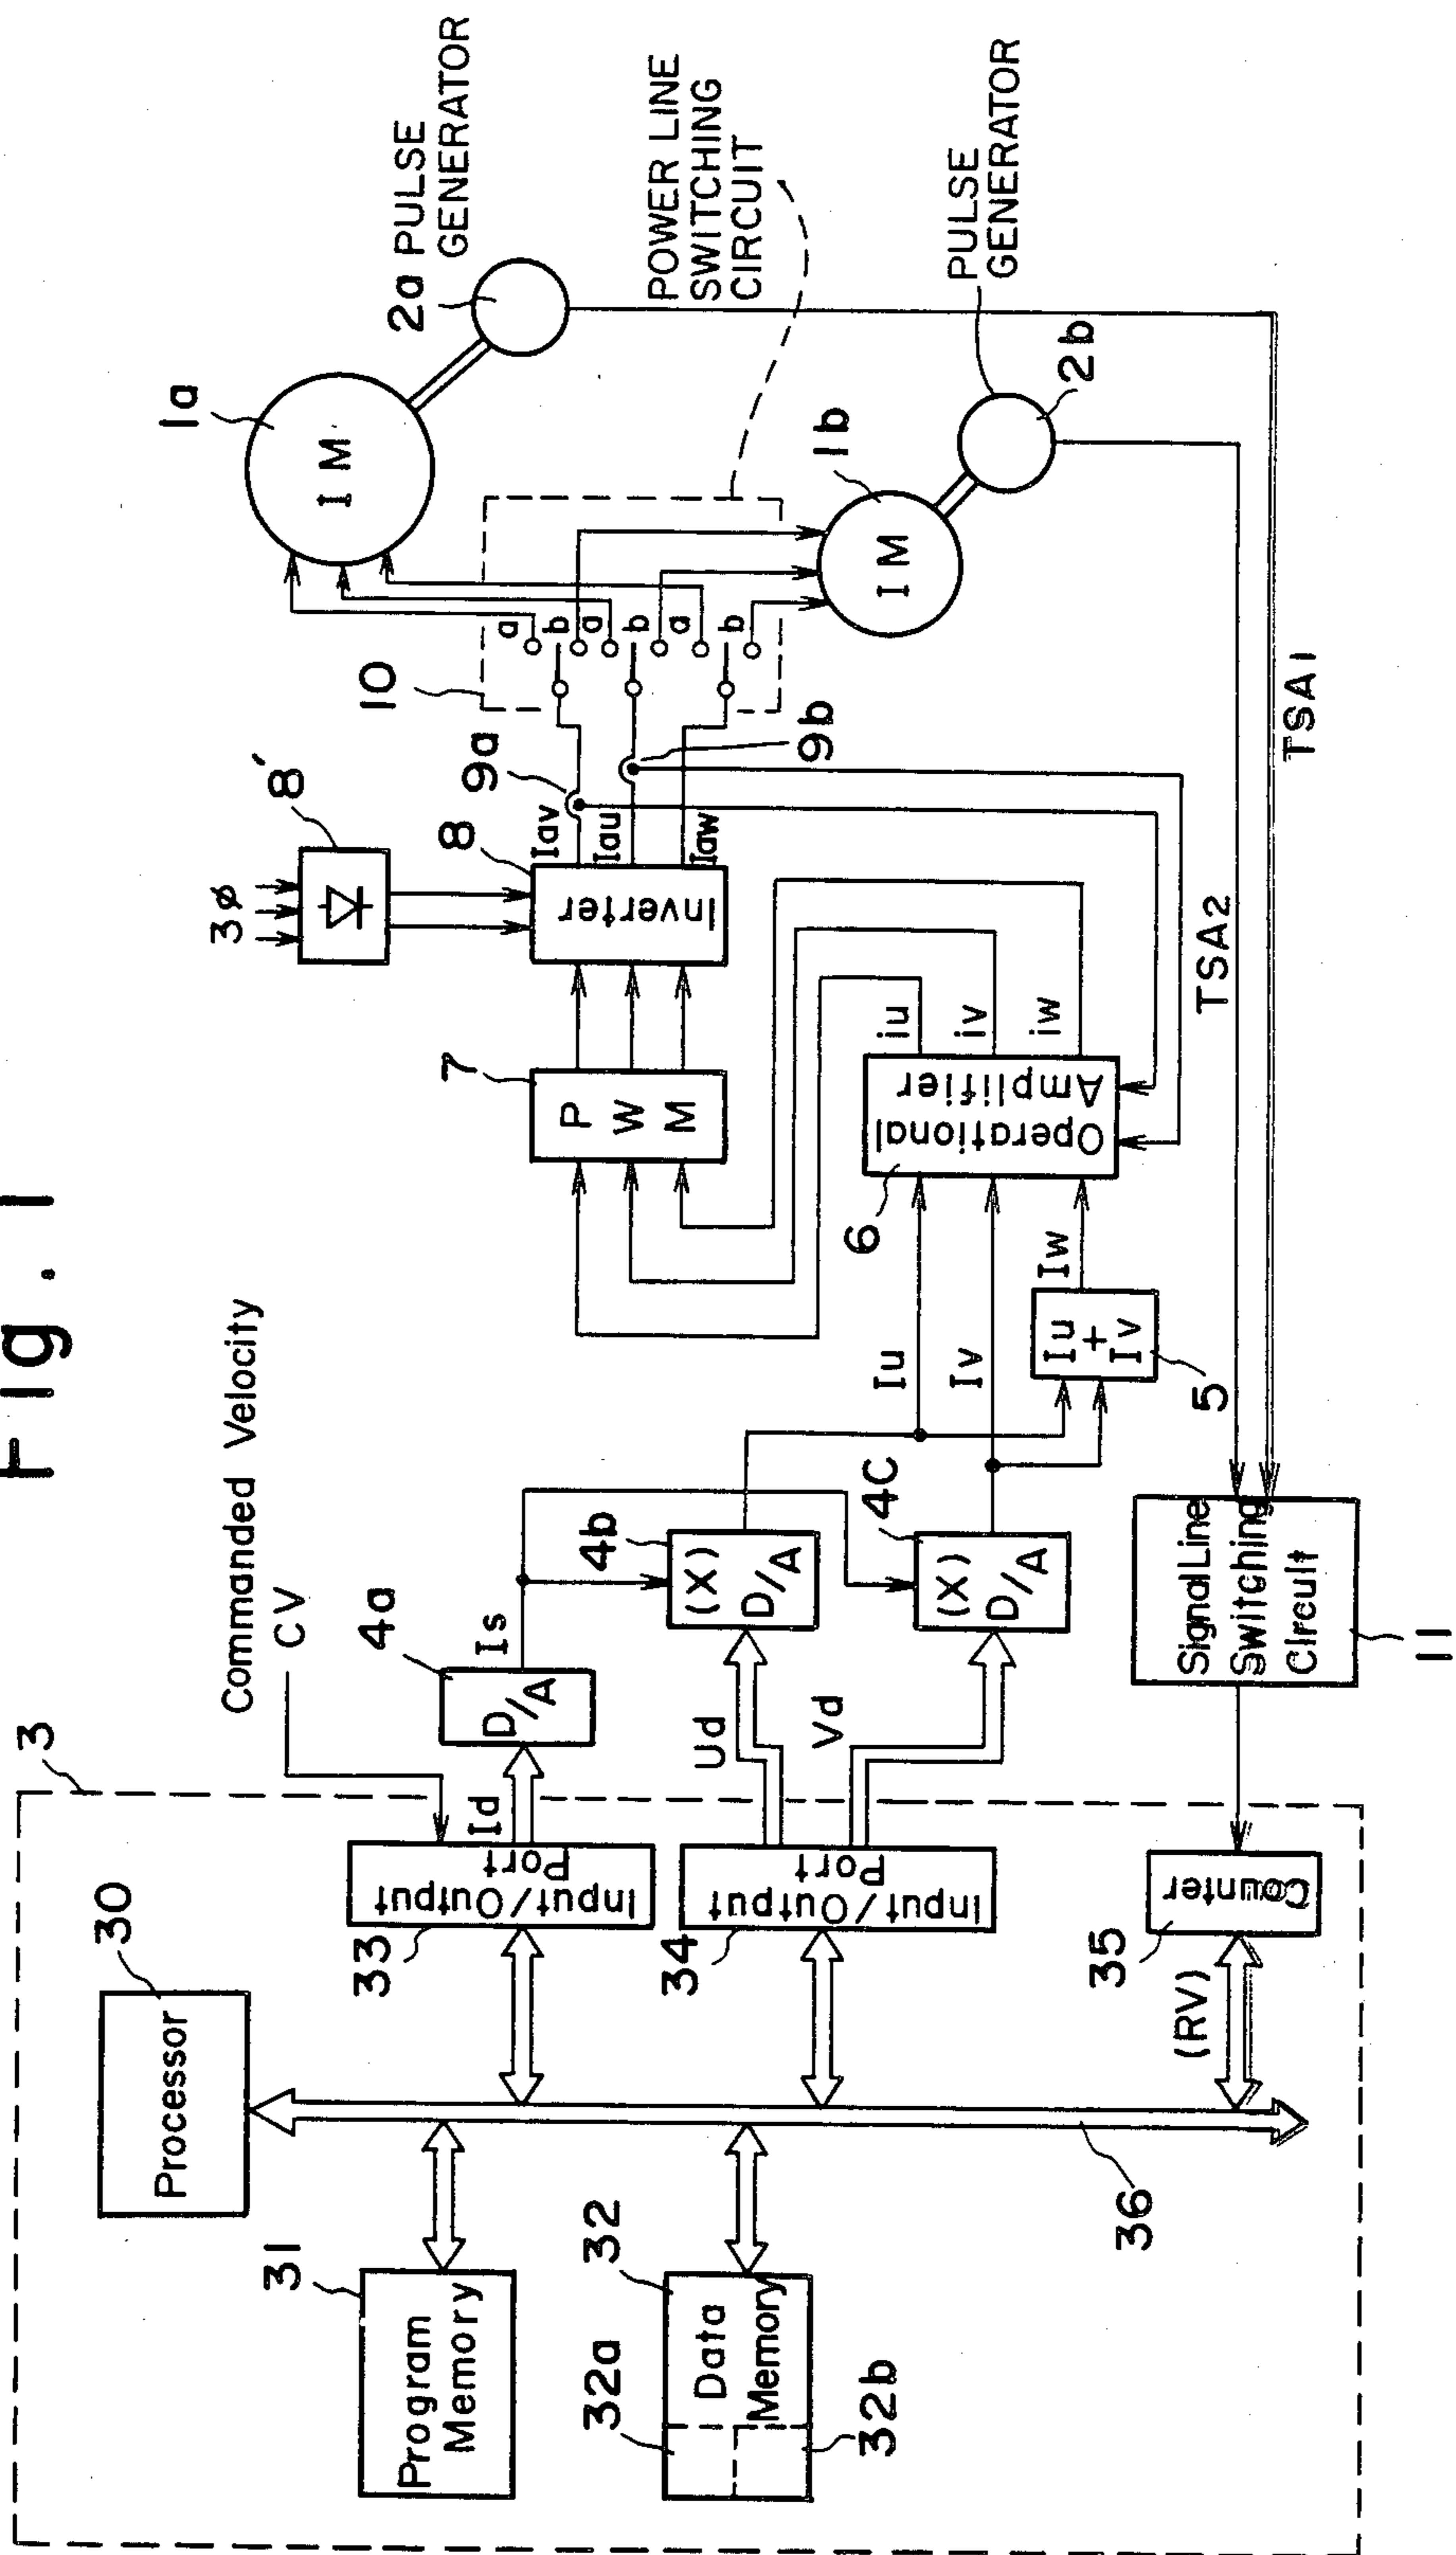 Fig. 1
3
30
Processor
31
Program
Memory
32
32a
Data
Memory
32b
36
33
Input/Output
Port
34
Input/Output
Port
35
Counter
(RV)
Commanded Velocity
CV
Id
4a
D/A
Is
Ud
Vd
4b
(X)
D/A
4C
(X)
D/A
Iu
Iv
Iu
+
Iv
5
Iw
6
Operational
Amplifier
iu
iv
iw
7
P
W
M
3ø
8'
8
Inverter
Iav
Iau
Iaw
9a
9b
10
a
b
a
b
a
b
1a
IM
2a PULSE
GENERATOR
POWER LINE
SWITCHING
CIRCUIT
1b
IM
PULSE
GENERATOR
2b
TSA2
TSA1
Signal Line
Switching
Circuit
11